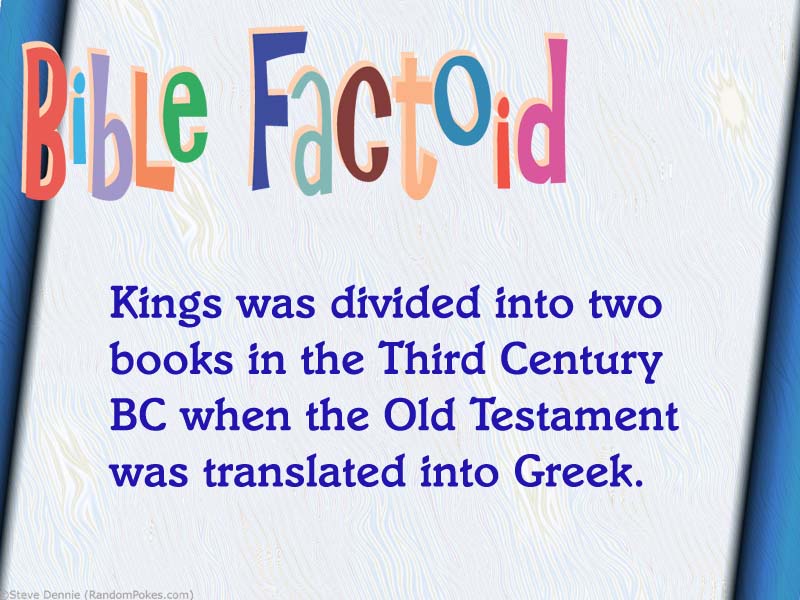 Bible Factoid
Kings was divided into two
books in the Third Century
BC when the Old Testament
was translated into Greek.
©Steve Dennie (RandomPokes.com)